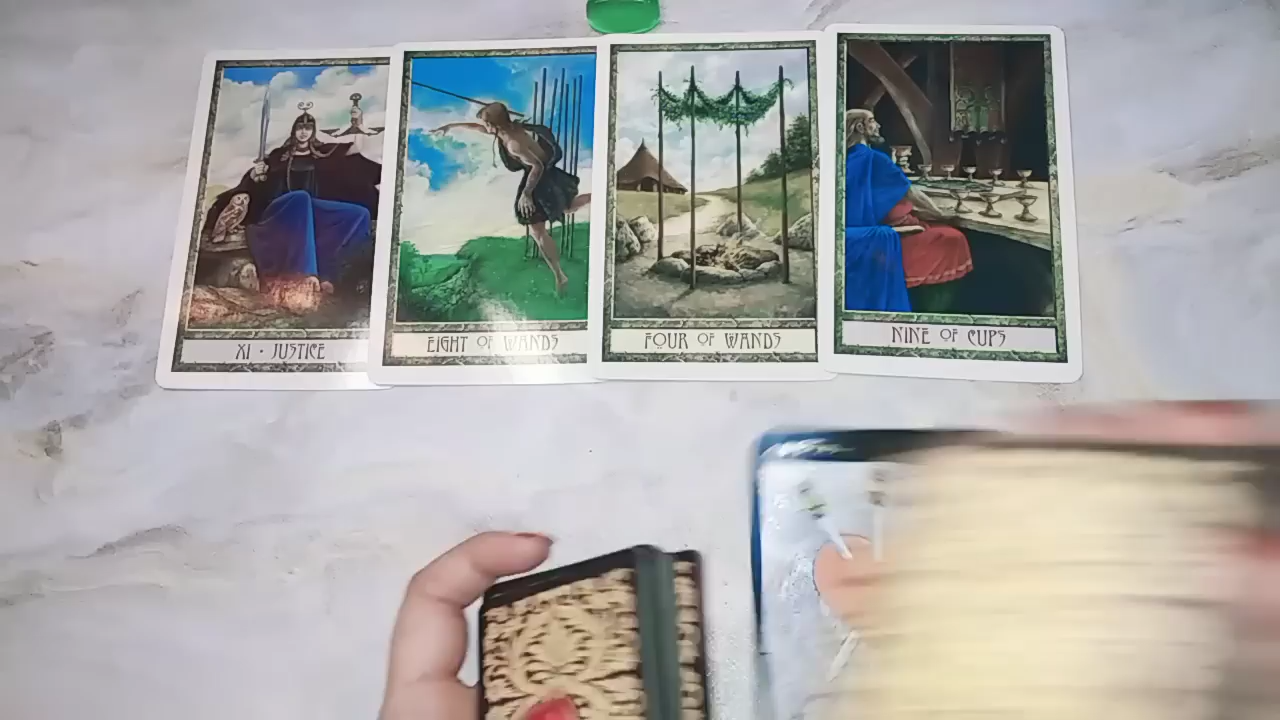 XI · JUSTICE
EIGHT OF WANDS
FOUR OF WANDS
NINE OF CUPS